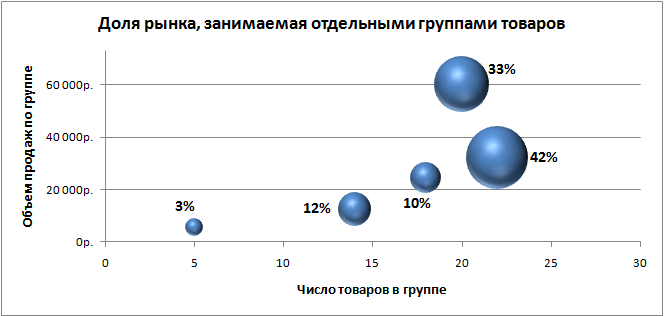 Доля рынка, занимаемая отдельными группами товаров
Объем продаж по группе
60 000р.
40 000р.
20 000р.
0р.
33%
42%
10%
12%
3%
0 5 10 15 20 25 30
Число товаров в группе